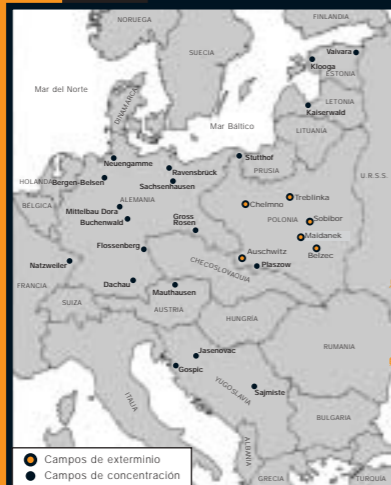 NORUEGA
FINLANDIA
SUECIA
Vaivara
Klooga
ESTONIA
Mar del Norte
DINAMARCA
LETONIA
Kaiserwald
Mar Báltico
LITUANIA
Neuengamme
Stutthof
Ravensbrück
PRUSIA
U.R.S.S.
HOLANDA
Bergen-Belsen
Sachsenhausen
Treblinka
Chelmno
BÉLGICA
ALEMANIA
Mittelbau Dora
Buchenwald
Gross
Rosen
POLONIA
Sobibor
Maidanek
Flossenberg
Auschwitz
Belzec
Natzweiler
CHECOSLOVAQUIA
Plaszow
Dachau
Mauthausen
FRANCIA
SUIZA
AUSTRIA
HUNGRÍA
Jasenovac
RUMANIA
Gospic
YUGOSLAVIA
Sajmiste
ITALIA
BULGARIA
ALBANIA
Campos de exterminio
Campos de concentración
GRECIA
TURQUIA